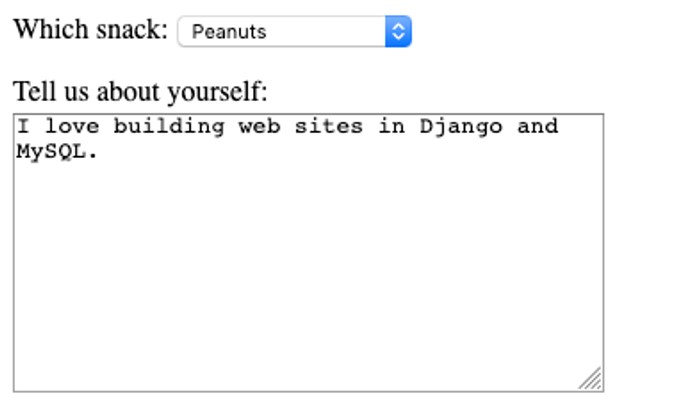 Which snack: Peanuts
Tell us about yourself:
I love building web sites in Django and
MySQL.